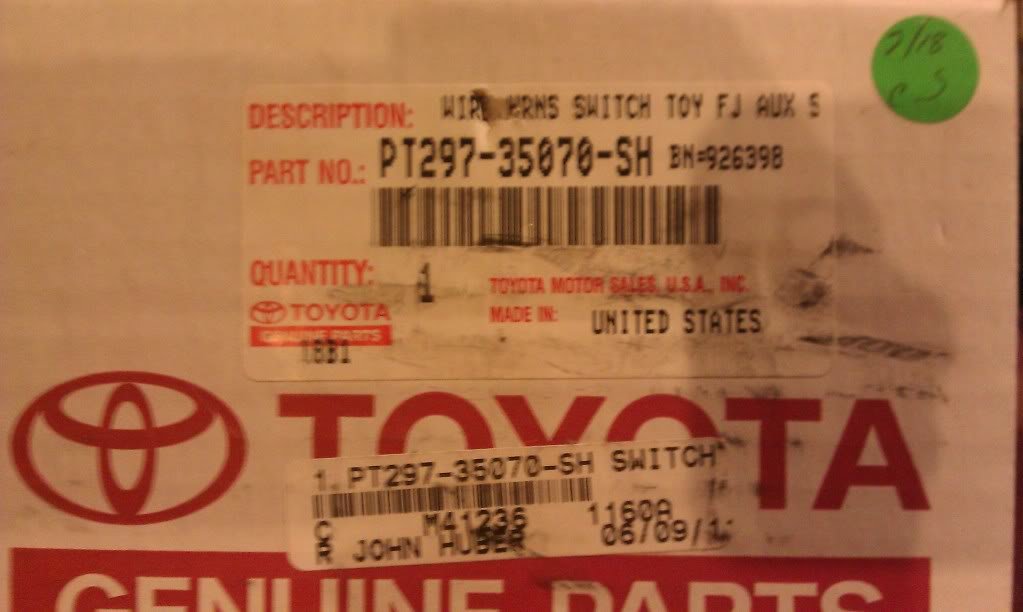 DESCRIPTION: SWITCH TOY FJ AUX S
PART NO.: PT297-35070-SH BN=926398
QUANTITY: 1
TOYOTA MOTOR SALES, U.S.A., INC.
TOYOTA
MADE IN: UNITED STATES
GENUINE PARTS
TOYOTA
1. PT297-35070-SH SWITCH
C M41236 1160A
R JOHN HUBER 06/09/1
GENUINE PARTS